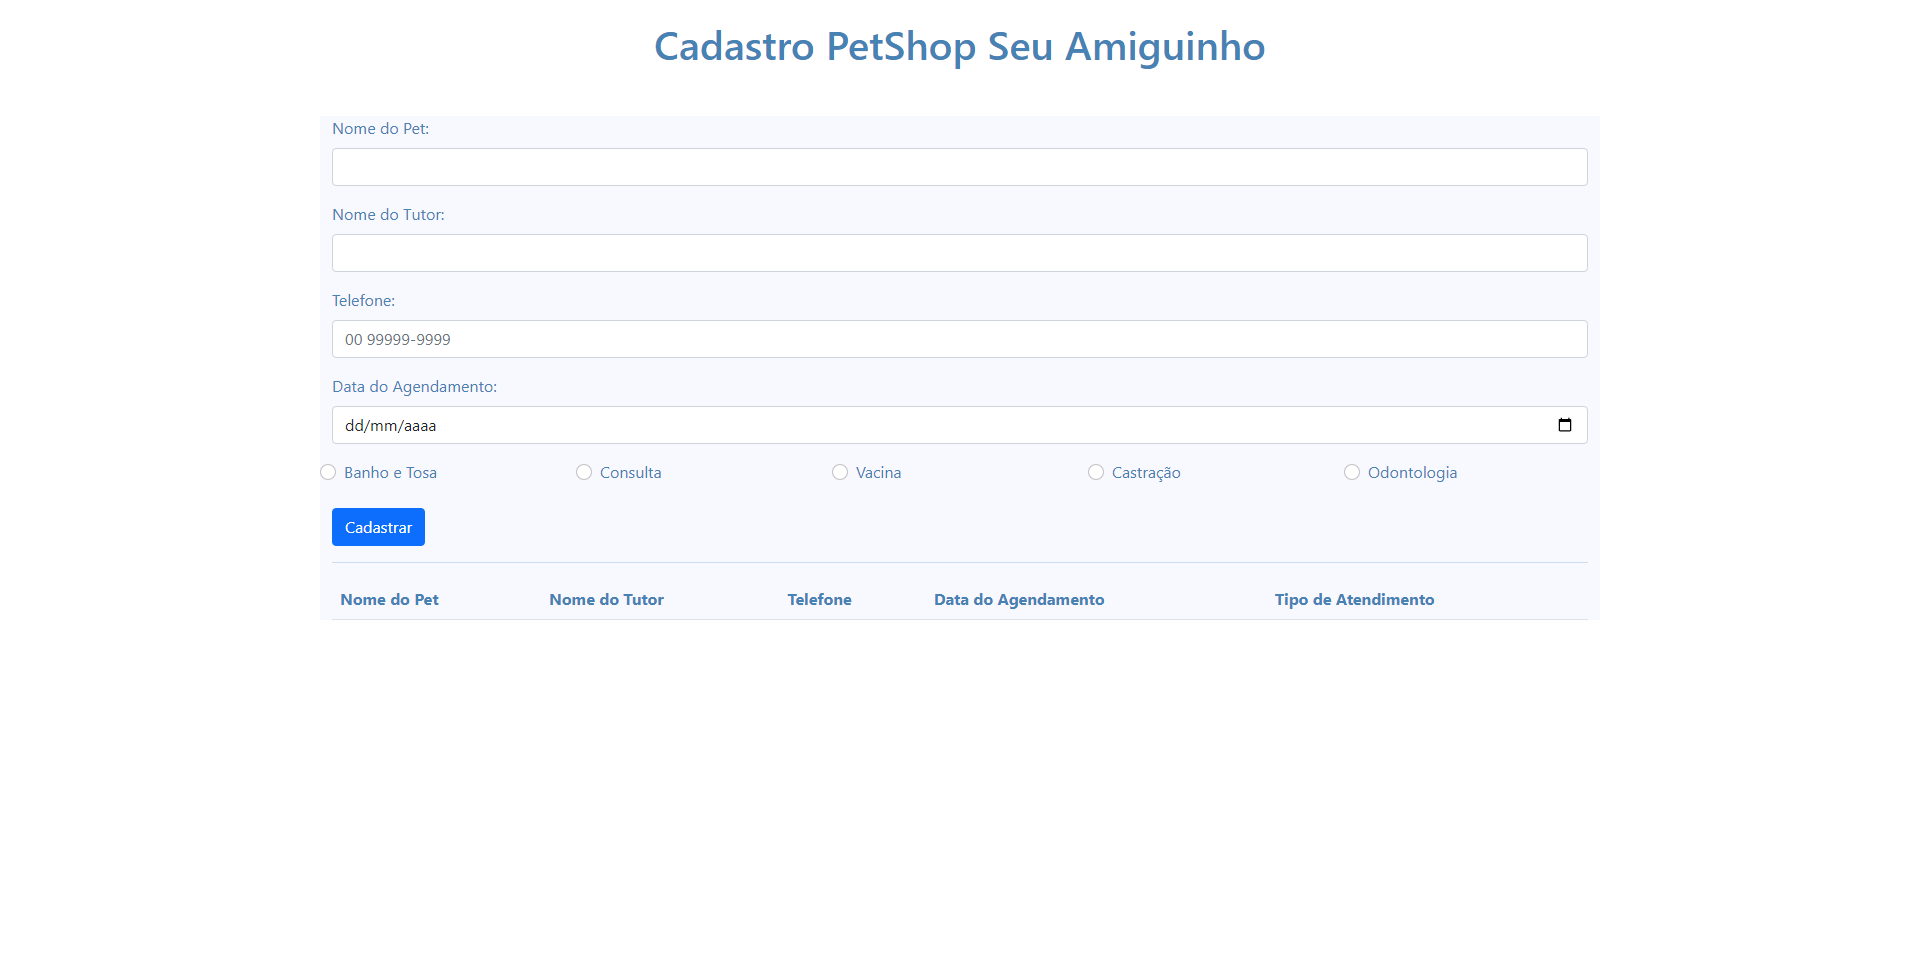 Cadastro PetShop Seu Amiguinho
Nome do Pet:
Nome do Tutor:
Telefone:
00 99999-9999
Data do Agendamento:
dd/mm/aaaa
Banho e Tosa Consulta Vacina Castração Odontologia
Cadastrar
Nome do Pet Nome do Tutor Telefone Data do Agendamento Tipo de Atendimento